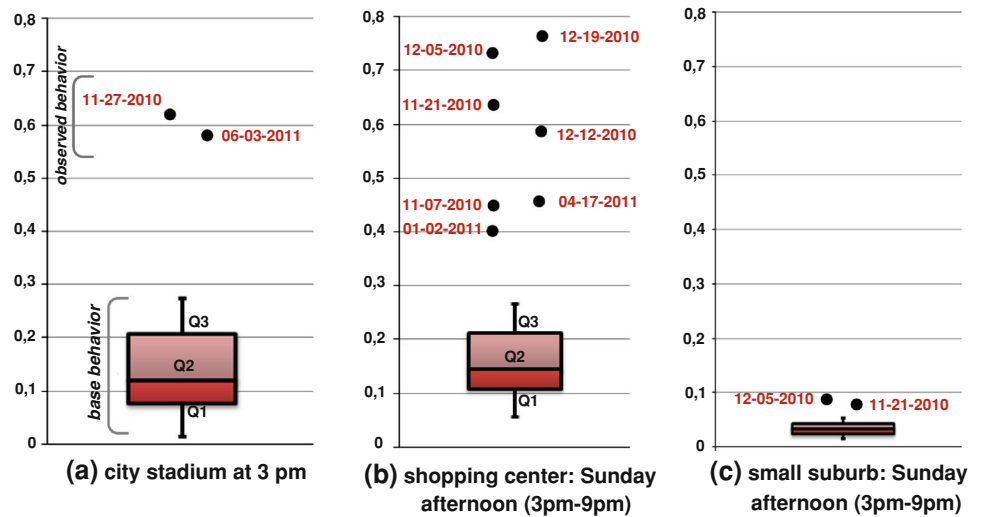 0,8
0,7
0,6
0,5
0,4
0,3
0,2
0,1
0
observed behavior
base behavior
11-27-2010
06-03-2011
Q3
Q2
Q1
(a) city stadium at 3 pm
0,8
0,7
0,6
0,5
0,4
0,3
0,2
0,1
0
12-19-2010
12-05-2010
11-21-2010
12-12-2010
11-07-2010
04-17-2011
01-02-2011
Q3
Q2
Q1
(b) shopping center: Sunday
afternoon (3pm-9pm)
0,8
0,7
0,6
0,5
0,4
0,3
0,2
0,1
0
12-05-2010
11-21-2010
(c) small suburb: Sunday
afternoon (3pm-9pm)